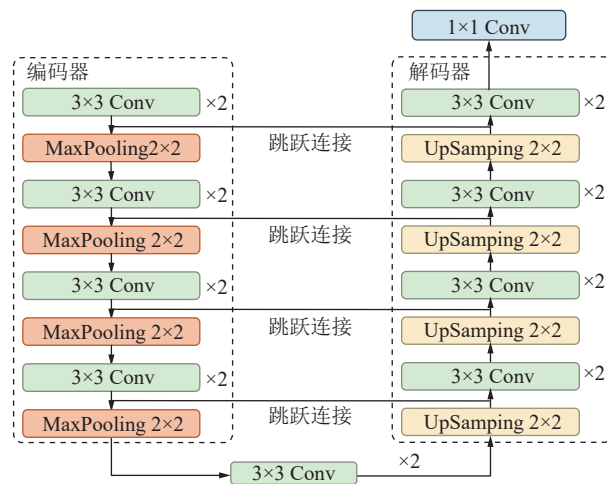 1×1 Conv
编码器
3×3 Conv ×2
MaxPooling2×2
3×3 Conv ×2
MaxPooling 2×2
3×3 Conv ×2
MaxPooling 2×2
3×3 Conv ×2
MaxPooling 2×2
跳跃连接
跳跃连接
跳跃连接
跳跃连接
3×3 Conv ×2
解码器
3×3 Conv ×2
UpSamping 2×2
3×3 Conv ×2
UpSamping 2×2
3×3 Conv ×2
UpSamping 2×2
3×3 Conv ×2
UpSamping 2×2